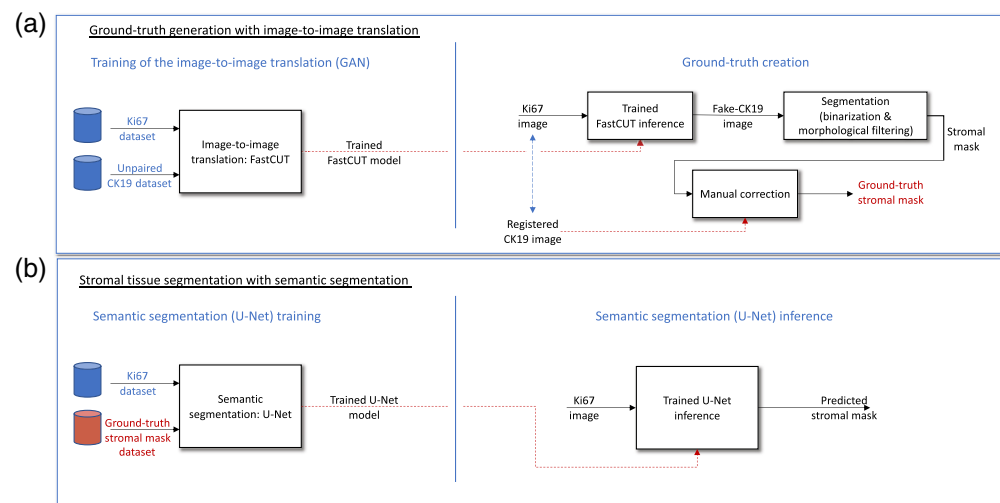 (a)
Ground-truth generation with image-to-image translation
Training of the image-to-image translation (GAN)
Ki67
dataset
Unpaired
CK19 dataset
Image-to-image
translation: FastCUT
Trained
FastCUT model
Ground-truth creation
Ki67
image
Trained
FastCUT inference
Fake-CK19
image
Segmentation
(binarization &
morphological filtering)
Stromal
mask
Manual correction
Ground-truth
stromal mask
Registered
CK19 image
(b)
Stromal tissue segmentation with semantic segmentation
Semantic segmentation (U-Net) training
Ki67
dataset
Ground-truth
stromal mask
dataset
Semantic
segmentation: U-Net
Trained U-Net
model
Semantic segmentation (U-Net) inference
Ki67
image
Trained U-Net
inference
Predicted
stromal mask